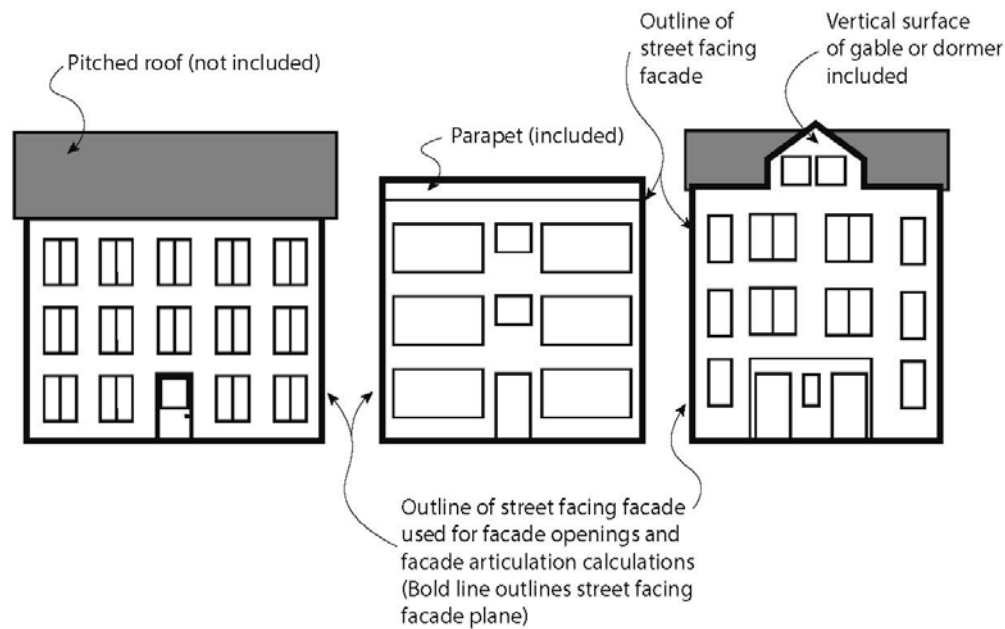 Pitched roof (not included)
Parapet (included)
Outline of
street facing
facade
Vertical surface
of gable or dormer
included
Outline of street facing facade
used for facade openings and
facade articulation calculations
(Bold line outlines street facing
facade plane)